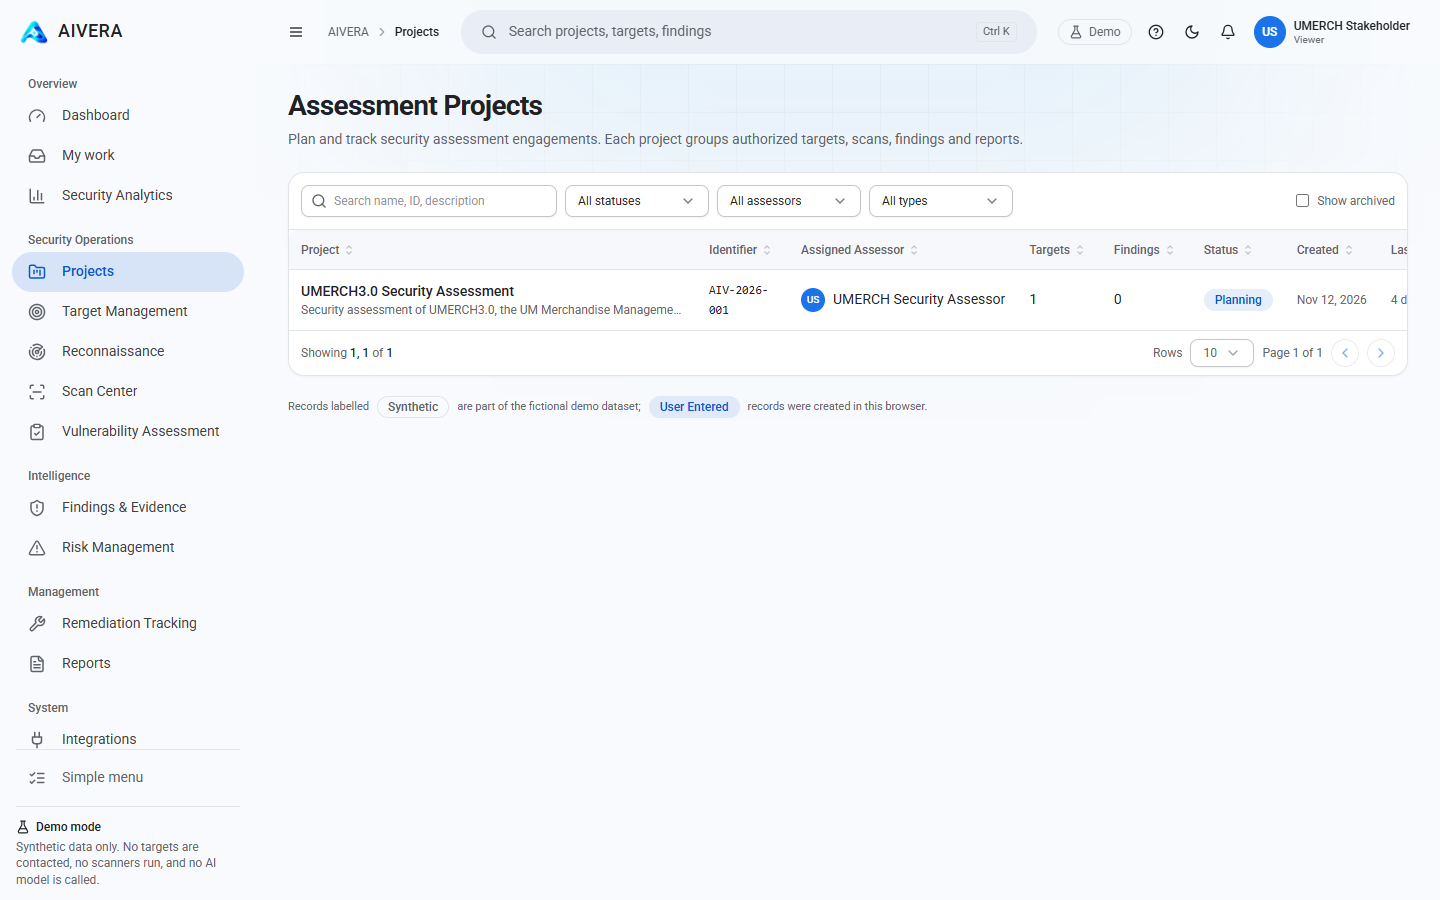 AIVERA
AIVERA > Projects
Search projects, targets, findings
Ctrl K
Demo
US
UMERCH Stakeholder
Viewer
Overview
Dashboard
My work
Security Analytics
Security Operations
Projects
Target Management
Reconnaissance
Scan Center
Vulnerability Assessment
Intelligence
Findings & Evidence
Risk Management
Management
Remediation Tracking
Reports
System
Integrations
Simple menu
Demo mode
Synthetic data only. No targets are
contacted, no scanners run, and no AI
model is called.
Assessment Projects
Plan and track security assessment engagements. Each project groups authorized targets, scans, findings and reports.
Search name, ID, description
All statuses
All assessors
All types
Show archived
Project Identifier Assigned Assessor Targets Findings Status Created Las
UMERCH3.0 Security Assessment
Security assessment of UMERCH3.0, the UM Merchandise Manageme...
AIV-2026-
001
US UMERCH Security Assessor 1 0 Planning Nov 12, 2026 4 d
Showing 1, 1 of 1
Rows 10 Page 1 of 1
Records labelled Synthetic are part of the fictional demo dataset; User Entered records were created in this browser.